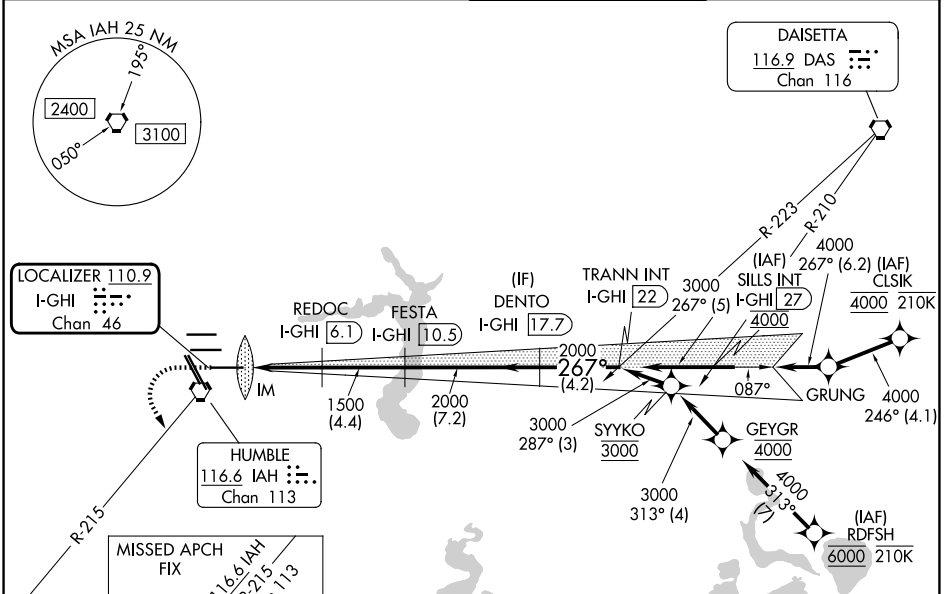 MSA IAH 25 NM
195°
2400
3100
050°
DAISETTA
116.9 DAS
Chan 116
R-223
R-210
LOCALIZER 110.9
I-GHI
Chan 46
REDOC
I-GHI 6.1
FESTA
I-GHI 10.5
(IF)
DENTO
I-GHI 17.7
TRANN INT
I-GHI 22
3000
267° (5)
(IAF)
SILLS INT
I-GHI 27
4000
4000
267° (6.2)
(IAF)
CLSIK
4000 210K
2000
267°
(4.2)
087°
IM
1500
(4.4)
2000
(7.2)
3000
287° (3)
SYYKO
3000
GRUNG
4000
246° (4.1)
GEYGR
4000
3000
313° (4)
4000
313°
(7)
(IAF)
RDFSH
6000 210K
HUMBLE
116.6 IAH
Chan 113
R-215
MISSED APCH
FIX
116.6 IAH
R-215
113